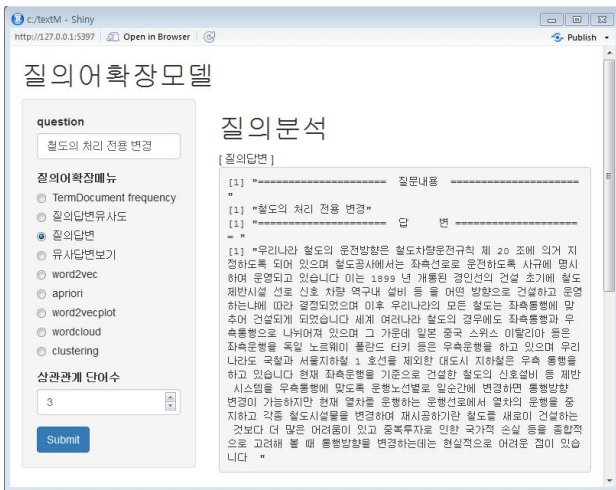 c:/textM - Shiny
http://127.0.0.1:5397 Open in Browser Publish
질의어확장모델
question
철도의 처리 전용 변경
질의어확장메뉴
TermDocument frequency
질의답변유사도
질의답변
유사답변보기
word2vec
apriori
word2vecplot
wordcloud
clustering
상관관계 단어수
3
Submit
질의분석
[ 질의답변 ]
[1] "===================== 질문내용 =====================
"
[1] "철도의 처리 전용 변경"
[1] "===================== 답 변 ====================
= "
[1] "우리나라 철도의 운전방향은 철도차량운전규칙 제 20 조에 의거 지
정하도록 되어 있으며 철도공사에서는 좌측선로로 운전하도록 사규에 명시
하여 운영되고 있습니다 이는 1899 년 개통된 경인선의 건설 초기에 철도
제반시설 선로 신호 차량 역구내 설비 등 을 어떤 방향으로 건설하고 운영
하는냐에 따라 결정되었으며 이후 우리나라의 모든 철도는 좌측통행에 맞
추어 건설되게 되었습니다 세계 여러나라 철도의 경우에도 좌측통행과 우
측통행으로 나뉘어져 있으며 그 가운데 일본 중국 스위스 이탈리아 등은
좌측운행을 독일 노르웨이 폴란드 터키 등은 우측운행을 하고 있으며 우리
나라도 국철과 서울지하철 1 호선을 제외한 대도시 지하철은 우측 통행을
하고 있습니다 현재 좌측운행을 기준으로 건설한 철도의 신호설비 등 제반
시스템을 우측통행에 맞도록 운행노선별로 일순간에 변경하면 통행방향
변경이 가능하지만 현재 열차를 운행하는 운행선로에서 열차의 운행을 중
지하고 각종 철도시설물을 변경하여 재시공하기란 철도를 새로이 건설하는
것보다 더 많은 어려움이 있고 중복투자로 인한 국가적 손실 등을 종합적
으로 고려해 볼 때 통행방향을 변경하는데는 현실적으로 어려운 점이 있습
니다 "